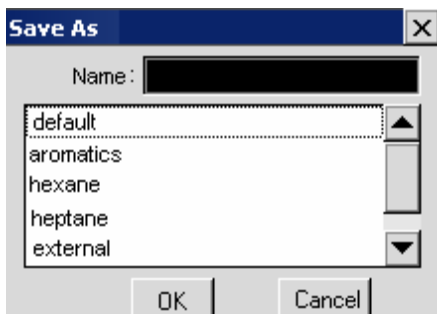 Save As
Name:
default
aromatics
hexane
heptane
external
OK Cancel